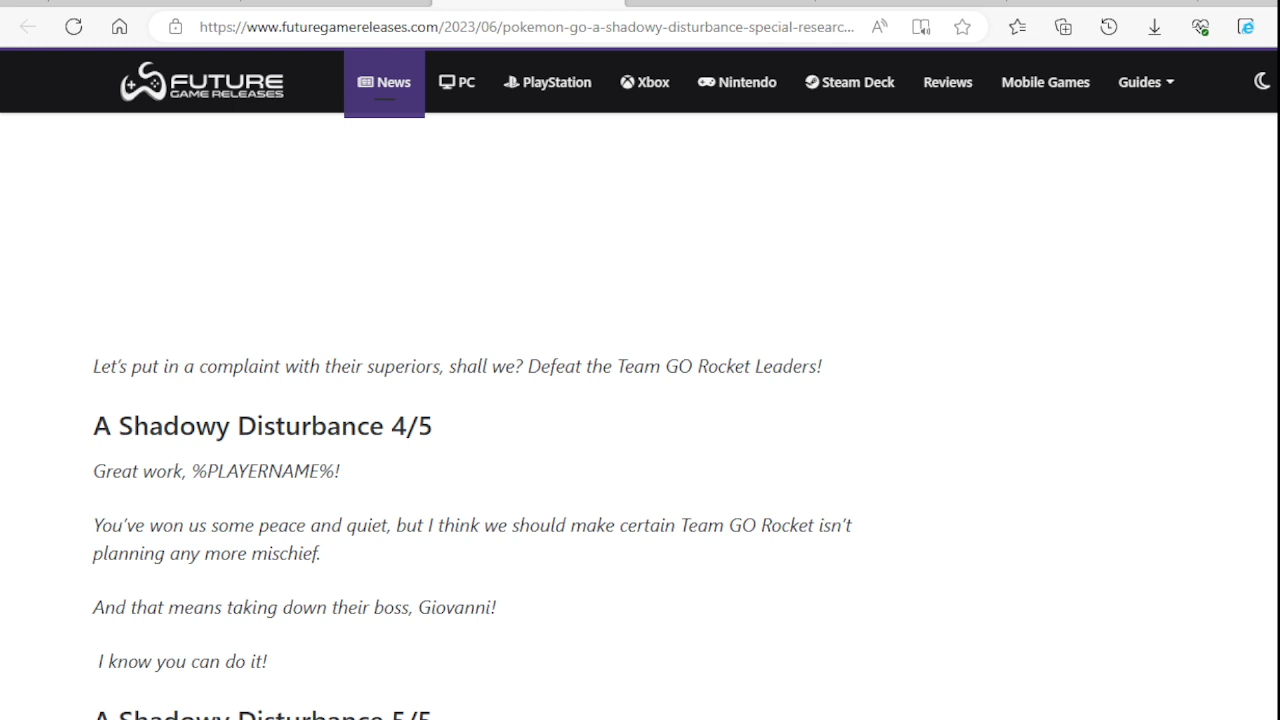 https://www.futuregamereleases.com/2023/06/pokemon-go-a-shadowy-disturbance-special-researc...
FUTURE
GAME RELEASES
News
PC
PlayStation
Xbox
Nintendo
Steam Deck
Reviews
Mobile Games
Guides
Let's put in a complaint with their superiors, shall we? Defeat the Team GO Rocket Leaders!
A Shadowy Disturbance 4/5
Great work, %PLAYERNAME%!
You've won us some peace and quiet, but I think we should make certain Team GO Rocket isn't
planning any more mischief.
And that means taking down their boss, Giovanni!
I know you can do it!
A Shadowy Disturbance 5/5